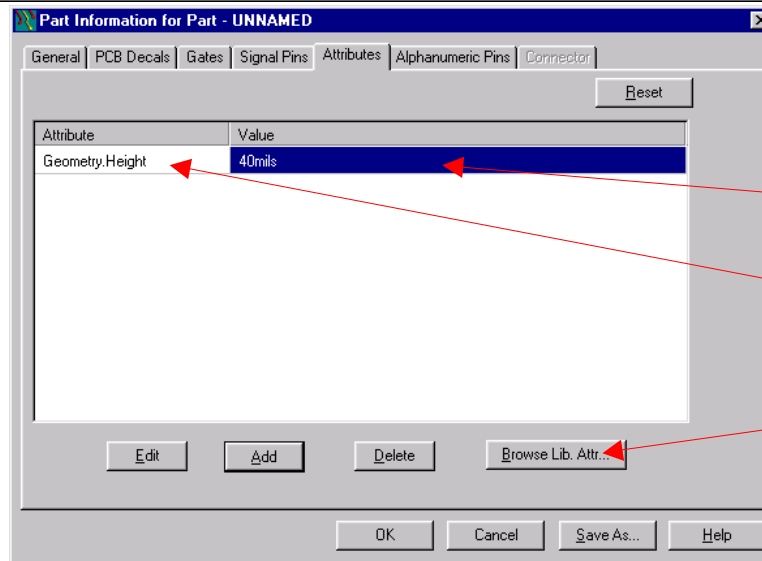 Part Information for Part - UNNAMED
General PCB Decals Gates Signal Pins Attributes Alphanumeric Pins Connector
Reset
Attribute Value
Geometry.Height 40mils
Edit Add Delete Browse Lib. Attr...
OK Cancel Save As... Help